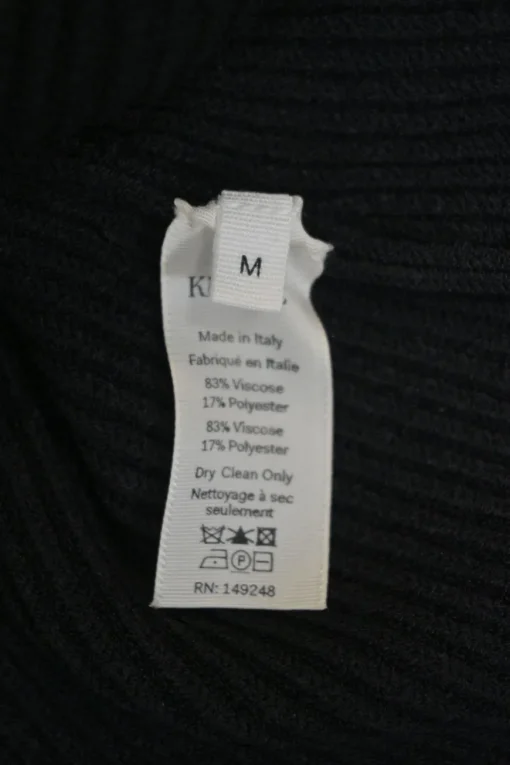 M
Made in Italy
Fabriqué en Italie
83% Viscose
17% Polyester
83% Viscose
17% Polyester
Dry Clean Only
Nettoyage à sec
seulement
P
RN: 149248